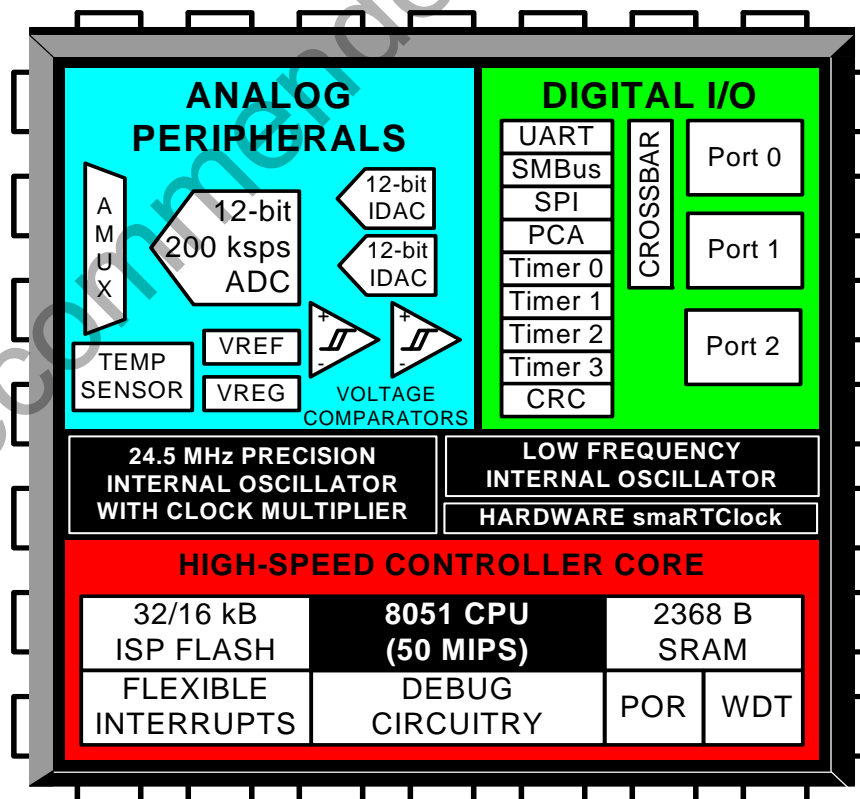 ANALOG
PERIPHERALS
A
M
U
X
12-bit
200 ksps
ADC
12-bit
IDAC
12-bit
IDAC
+
-
+
-
TEMP
SENSOR
VREF
VREG
VOLTAGE
COMPARATORS
DIGITAL I/O
UART
SMBus
SPI
PCA
Timer 0
Timer 1
Timer 2
Timer 3
CRC
CROSSBAR
Port 0
Port 1
Port 2
24.5 MHz PRECISION
INTERNAL OSCILLATOR
WITH CLOCK MULTIPLIER
LOW FREQUENCY
INTERNAL OSCILLATOR
HARDWARE smaRTClock
HIGH-SPEED CONTROLLER CORE
32/16 kB
ISP FLASH
8051 CPU
(50 MIPS)
2368 B
SRAM
FLEXIBLE
INTERRUPTS
DEBUG
CIRCUITRY
POR
WDT